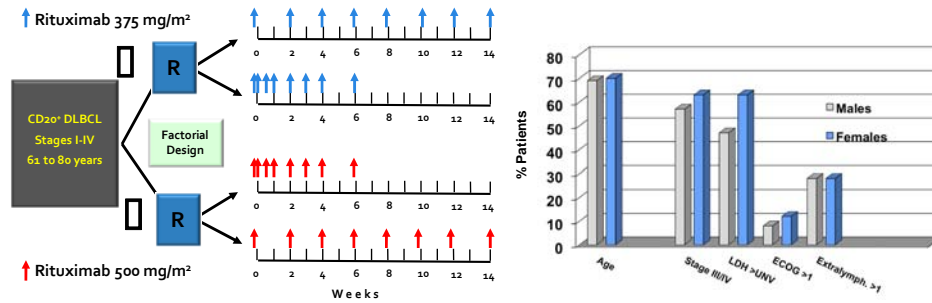 Rituximab 375 mg/m²
R
0 2 4 6 8 10 12 14
0 2 4 6 8 10 12 14
CD20⁺ DLBCL
Stages I-IV
61 to 80 years
Factorial
Design
R
0 2 4 6 8 10 12 14
0 2 4 6 8 10 12 14
Rituximab 500 mg/m²
Weeks
80
70
60
50
40
30
20
10
0
% Patients
Males
Females
Age
Stage III/IV
LDH >UNV
ECOG >1
Extralymph. >1